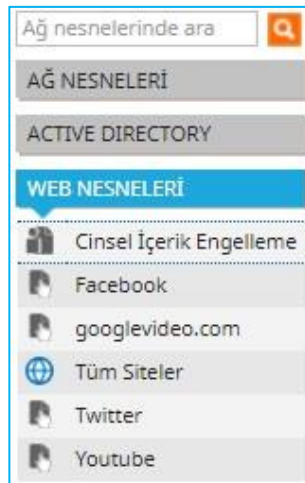 Ağ nesnelerinde ara
AĞ NESNELERİ
ACTIVE DIRECTORY
WEB NESNELERİ
Cinsel İçerik Engelleme
Facebook
googlevideo.com
Tüm Siteler
Twitter
Youtube